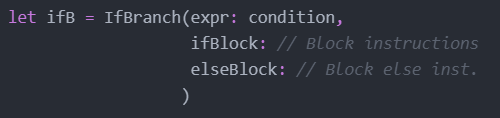 let ifB = IfBranch(expr: condition,
ifBlock: // Block instructions
elseBlock: // Block else inst.
)